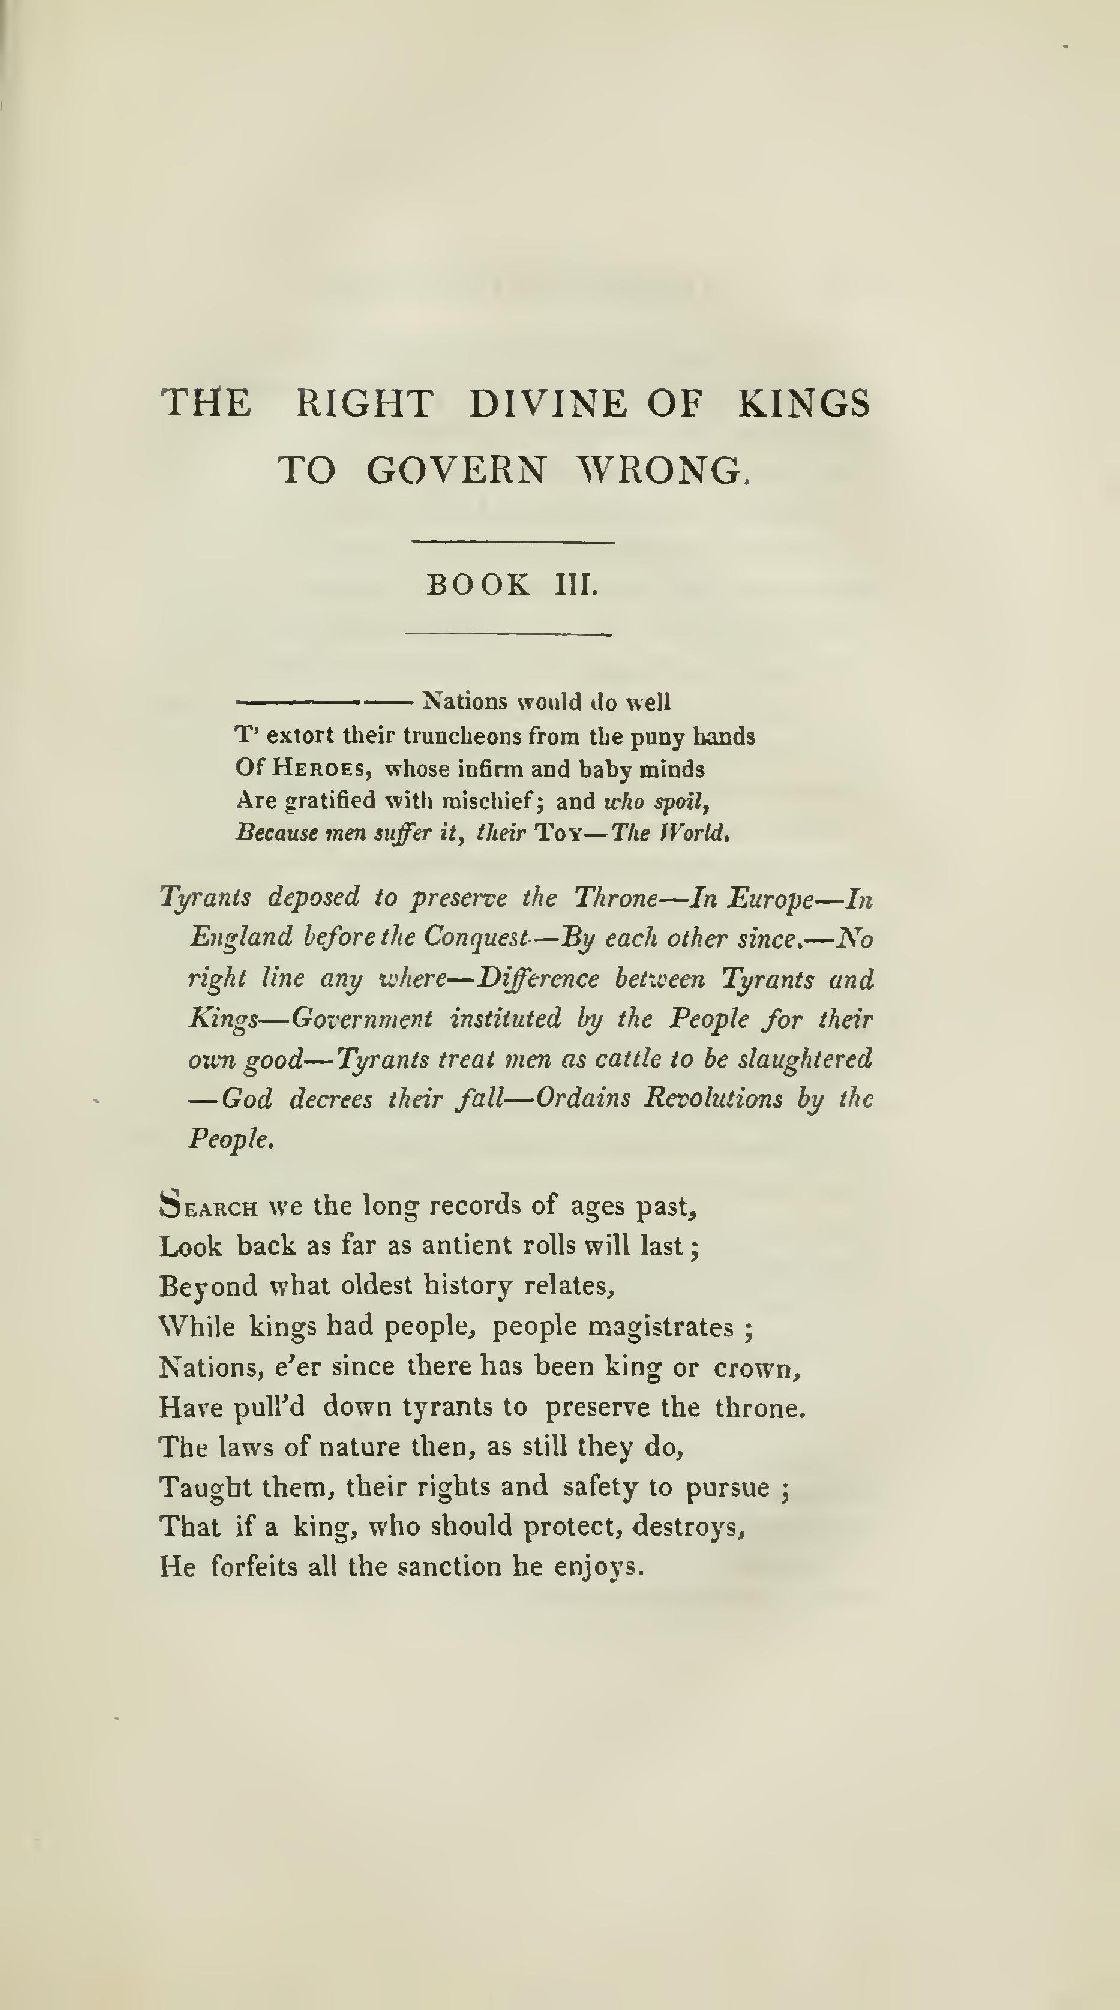 THE RIGHT DIVINE OF KINGS
TO GOVERN WRONG.
BOOK III.
———— Nations would do well
T' extort their truncheons from the puny hands
Of HEROES, whose infirm and baby minds
Are gratified with mischief; and who spoil,
Because men suffer it, their TOY—The World.
Tyrants deposed to preserve the Throne—In Europe—In
England before the Conquest—By each other since.—No
right line any where—Difference between Tyrants and
Kings—Government instituted by the People for their
own good—Tyrants treat men as cattle to be slaughtered
—God decrees their fall—Ordains Revolutions by the
People.
SEARCH we the long records of ages past,
Look back as far as antient rolls will last;
Beyond what oldest history relates,
While kings had people, people magistrates ;
Nations, e'er since there has been king or crown,
Have pull'd down tyrants to preserve the throne.
The laws of nature then, as still they do,
Taught them, their rights and safety to pursue ;
That if a king, who should protect, destroys,
He forfeits all the sanction he enjoys.